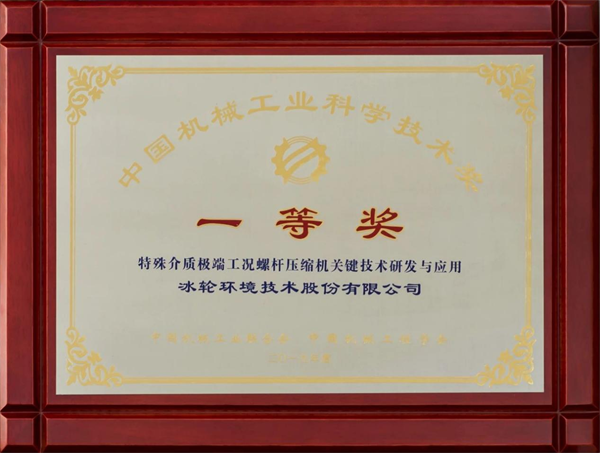 中国机械工业科学技术奖
一等奖
特殊介质极端工况螺杆压缩机关键技术研发与应用
冰轮环境技术股份有限公司